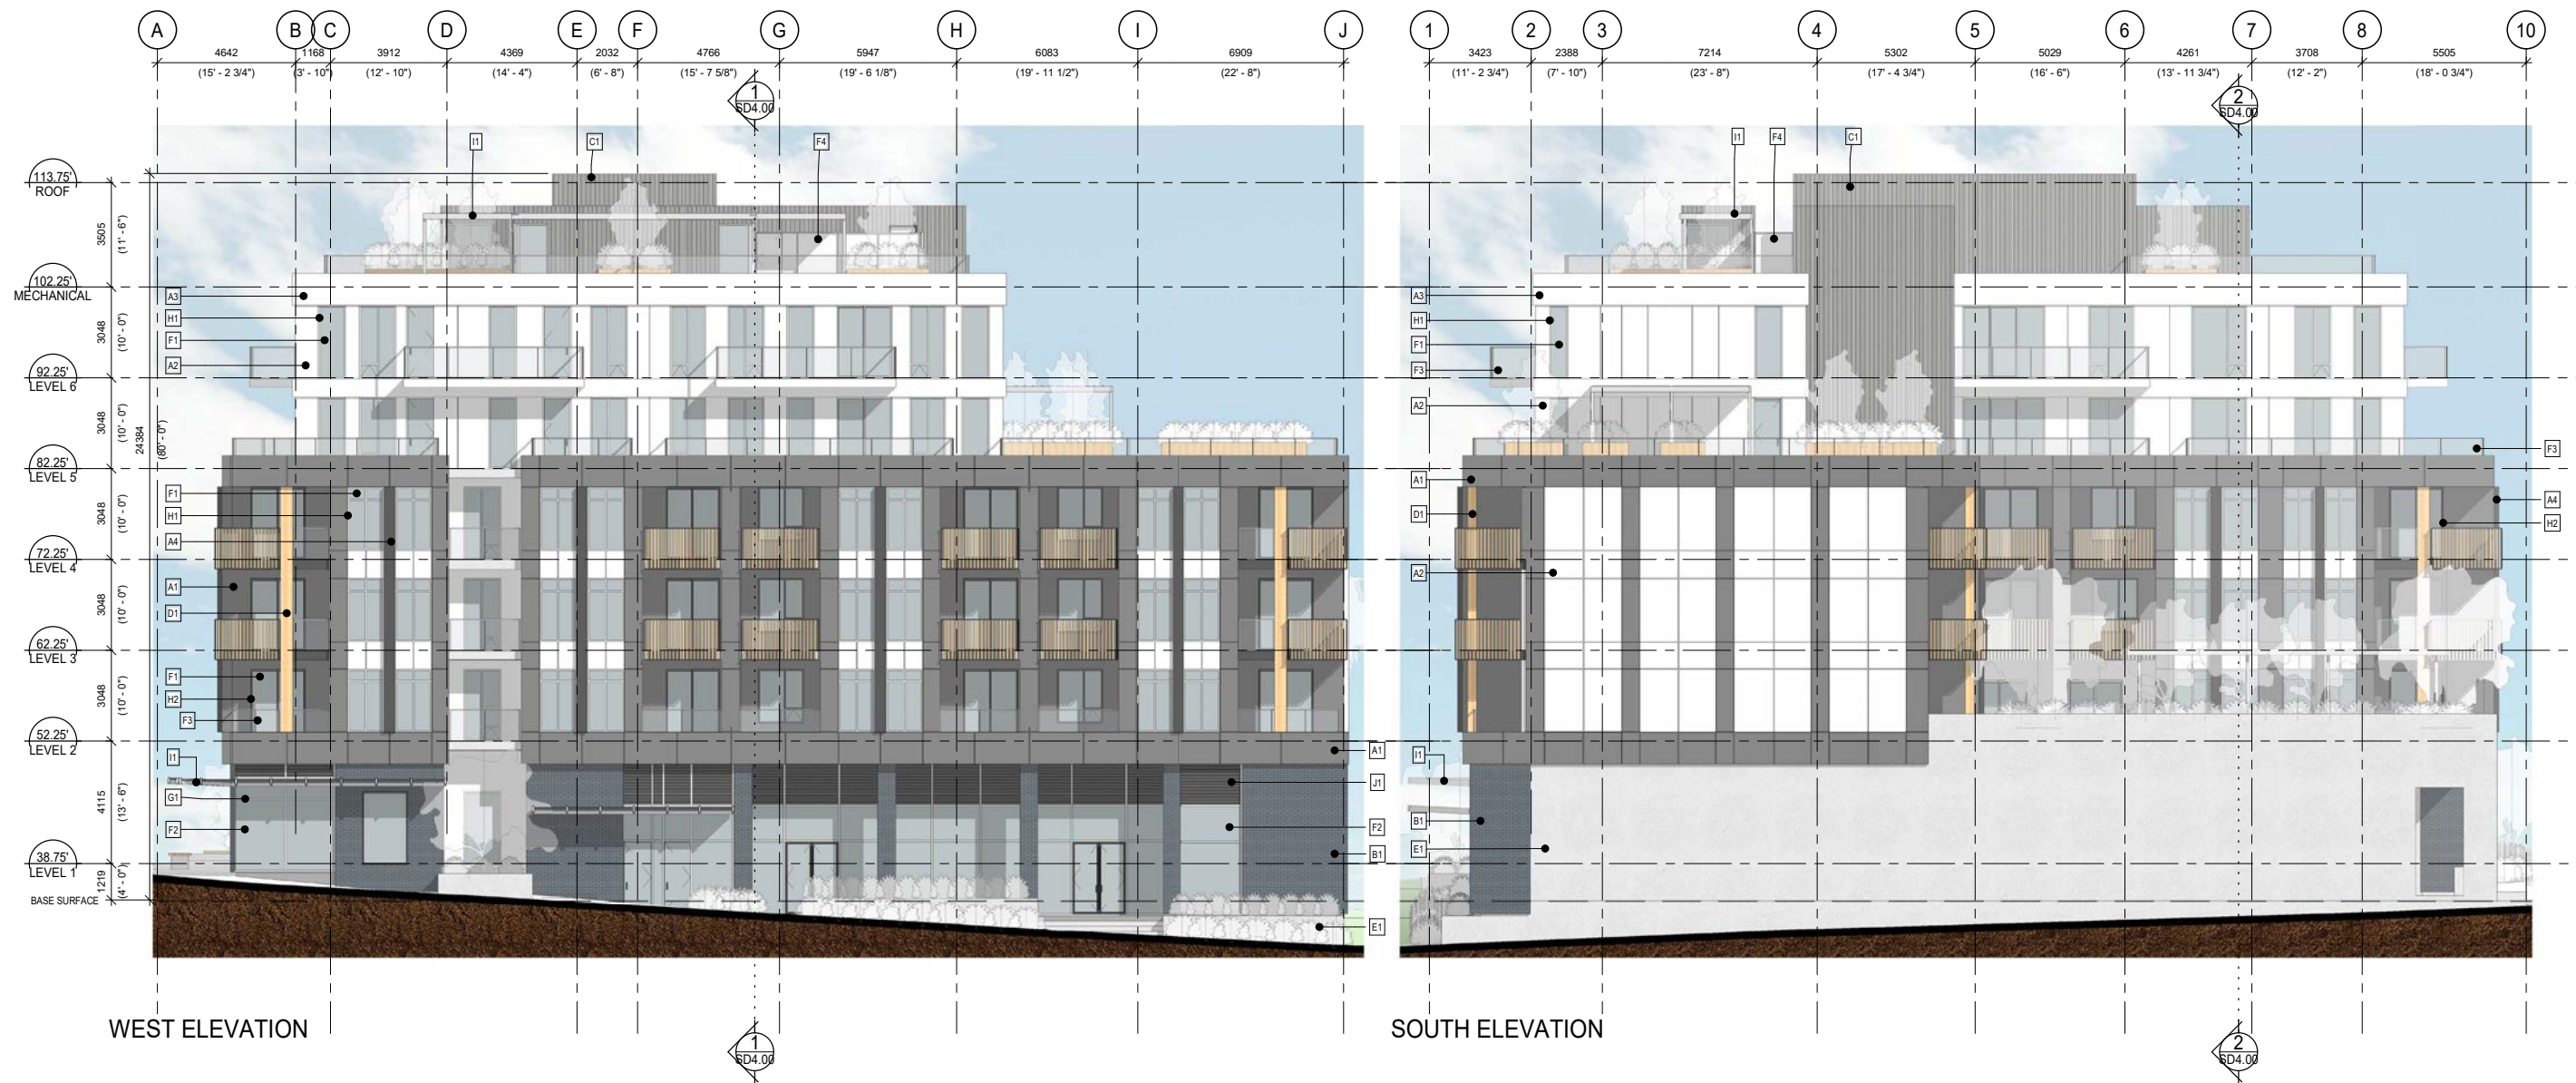 A B C D E F G H I J 1 2 3 4 5 6 7 8 10
4642 1168 3912 4369 2032 4766 5947 6083 6909 3423 2388 7214 5302 5029 4261 3708 5505
(15' - 2 3/4") (3' - 10") (12' - 10") (14' - 4") (6' - 8") (15' - 7 5/8") (19' - 6 1/8") (19' - 11 1/2") (22' - 8") (11' - 2 3/4") (7' - 10") (23' - 8") (17' - 4 3/4") (16' - 6") (13' - 11 3/4") (12' - 2") (18' - 0 3/4")
1
SD4.00
2
SD4.00
I1 C1 F4 I1 F4 C1
113.75'
ROOF
3505
(11' - 6")
102.25'
MECHANICAL
A3
H1
F1
A2
3048
(10' - 0")
92.25'
LEVEL 6
3048
(10' - 0")
24384
(80' - 0")
82.25'
LEVEL 5
F1
H1
A4
3048
(10' - 0")
72.25'
LEVEL 4
A1
D1
3048
(10' - 0")
62.25'
LEVEL 3
F1
H2
F3
3048
(10' - 0")
52.25'
LEVEL 2
I1
G1
F2
4115
(13' - 6")
38.75'
LEVEL 1
1219
(4' - 0")
BASE SURFACE
A1
J1
F2
B1
E1
A3
H1
F1
F3
A2
A1
D1
A2
I1
B1
E1
F3
A4
H2
WEST ELEVATION
SOUTH ELEVATION
1
SD4.00
2
SD4.00